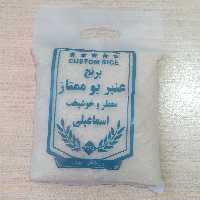 CUSTOM RICE
برنج
عنبر بو ممتاز
معطر و خوشپخت
اسماعیلی